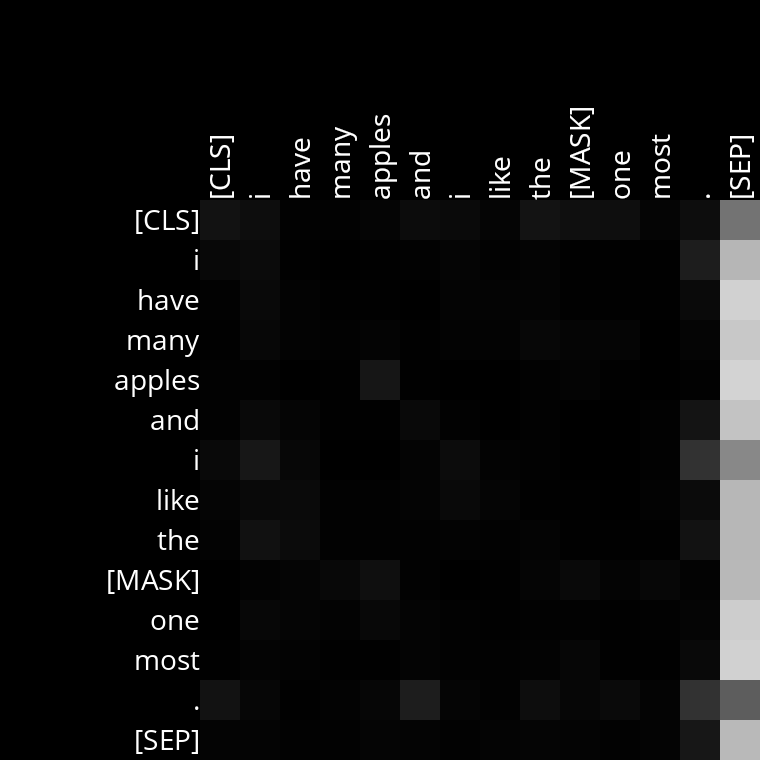 [CLS] i have many apples and i like the [MASK] one most . [SEP]
[CLS]
i
have
many
apples
and
i
like
the
[MASK]
one
most
.
[SEP]